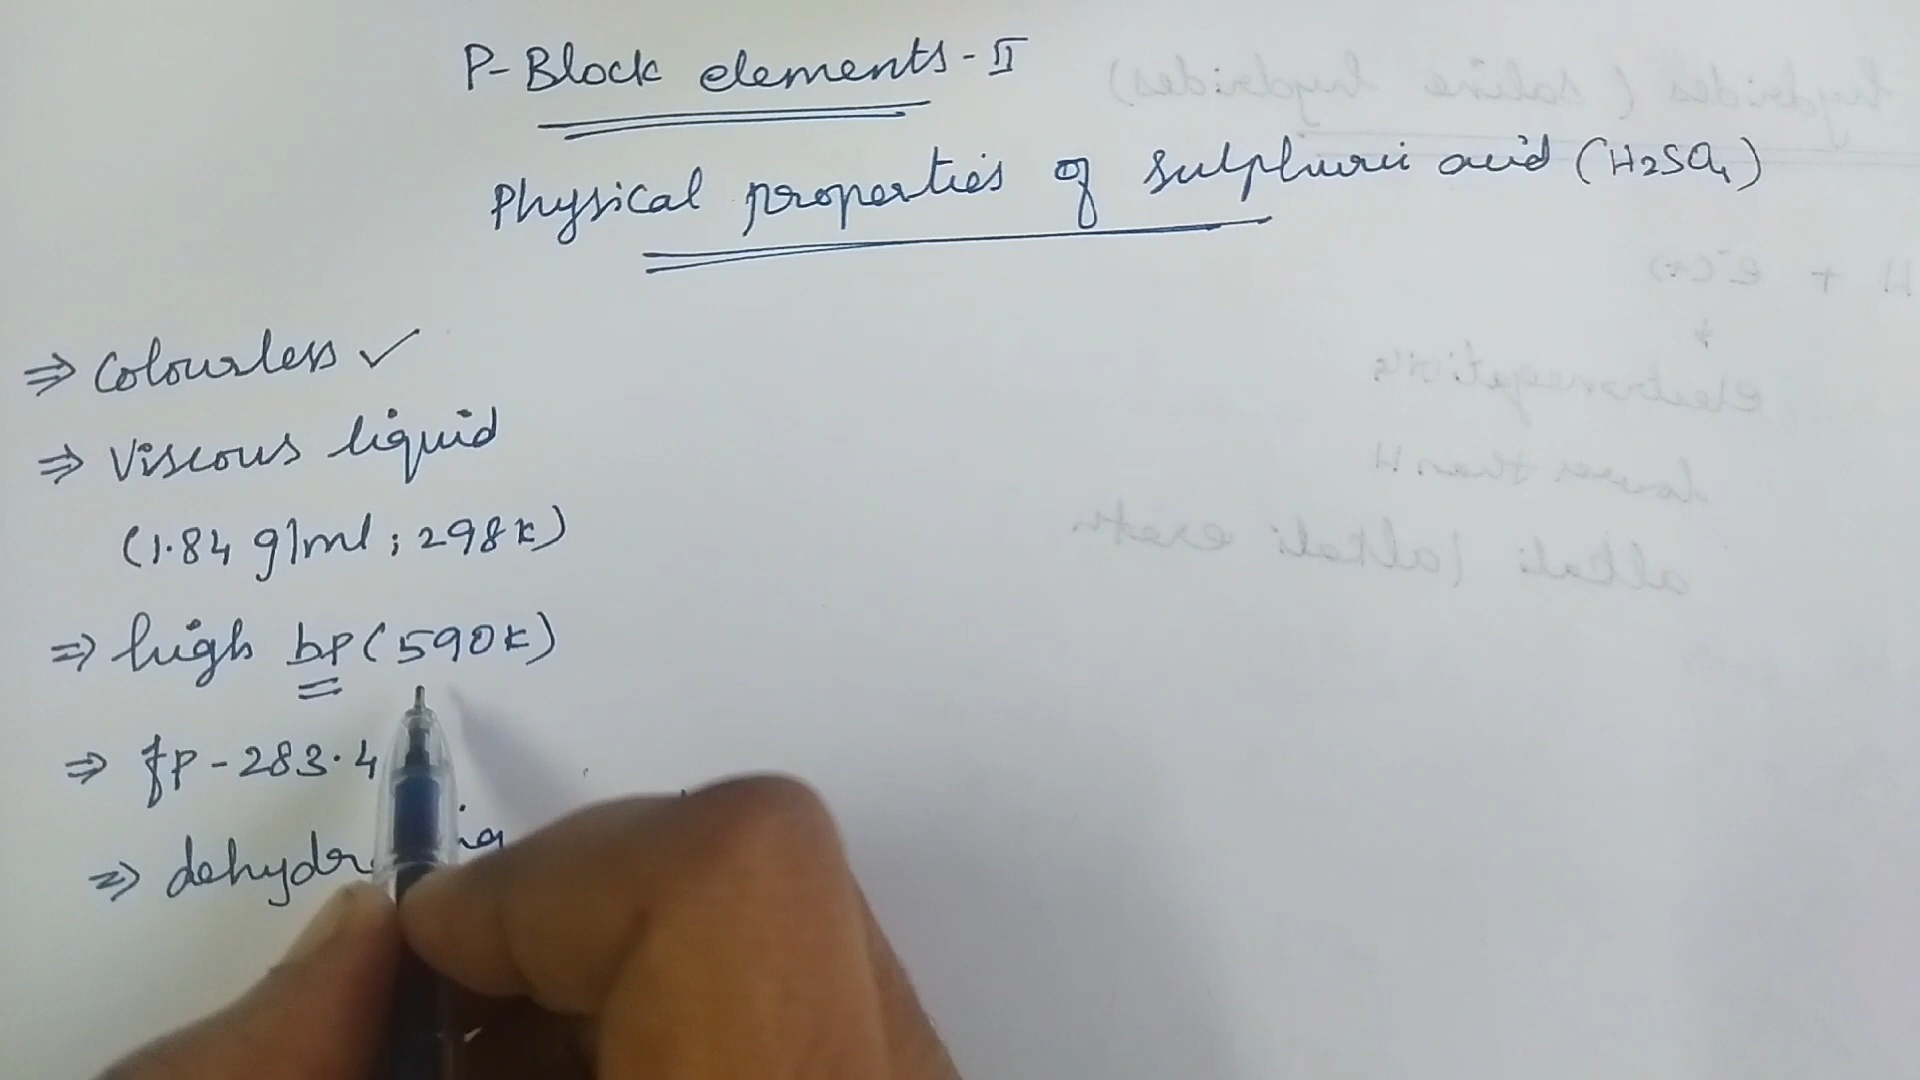 P-Block elements-II
Physical properties of sulphuric acid (H2SO4)
⇒ Colourless ✓
⇒ Viscous liquid
(1.84 g/ml; 298K)
⇒ high bp (590K)
⇒ fp - 283.4
⇒